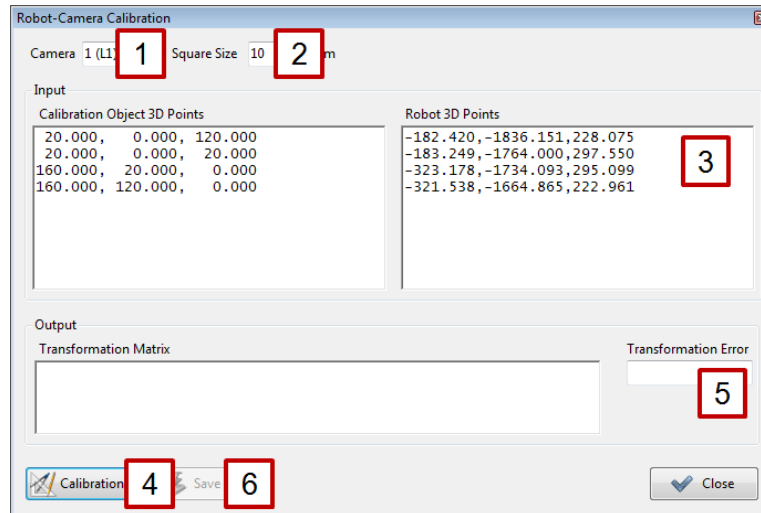 Robot-Camera Calibration
Camera 1 (L1) 1 Square Size 10 2 m
Input
Calibration Object 3D Points
20.000, 0.000, 120.000
20.000, 0.000, 20.000
160.000, 20.000, 0.000
160.000, 120.000, 0.000
Robot 3D Points
-182.420,-1836.151,228.075
-183.249,-1764.000,297.550
-323.178,-1734.093,295.099
-321.538,-1664.865,222.961
3
Output
Transformation Matrix
Transformation Error
5
Calibration 4 Save 6 Close